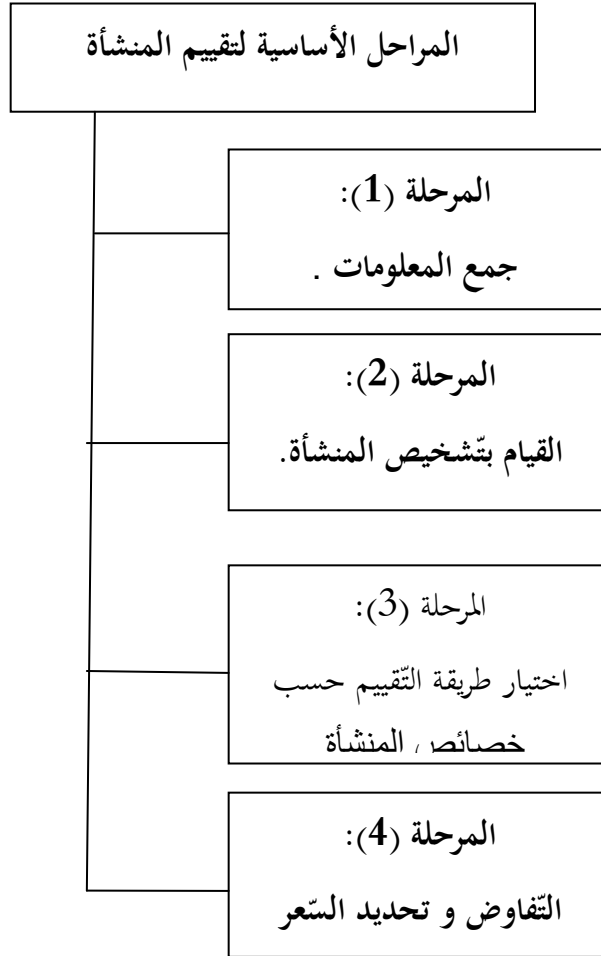 المراحل الأساسية لتقييم المنشأة
المرحلة (1):
جمع المعلومات .
المرحلة (2):
القيام بتّشخيص المنشأة.
المرحلة (3):
اختيار طريقة التّقييم حسب
خصائص المنشأة
المرحلة (4):
التّفاوض و تحديد السّعر